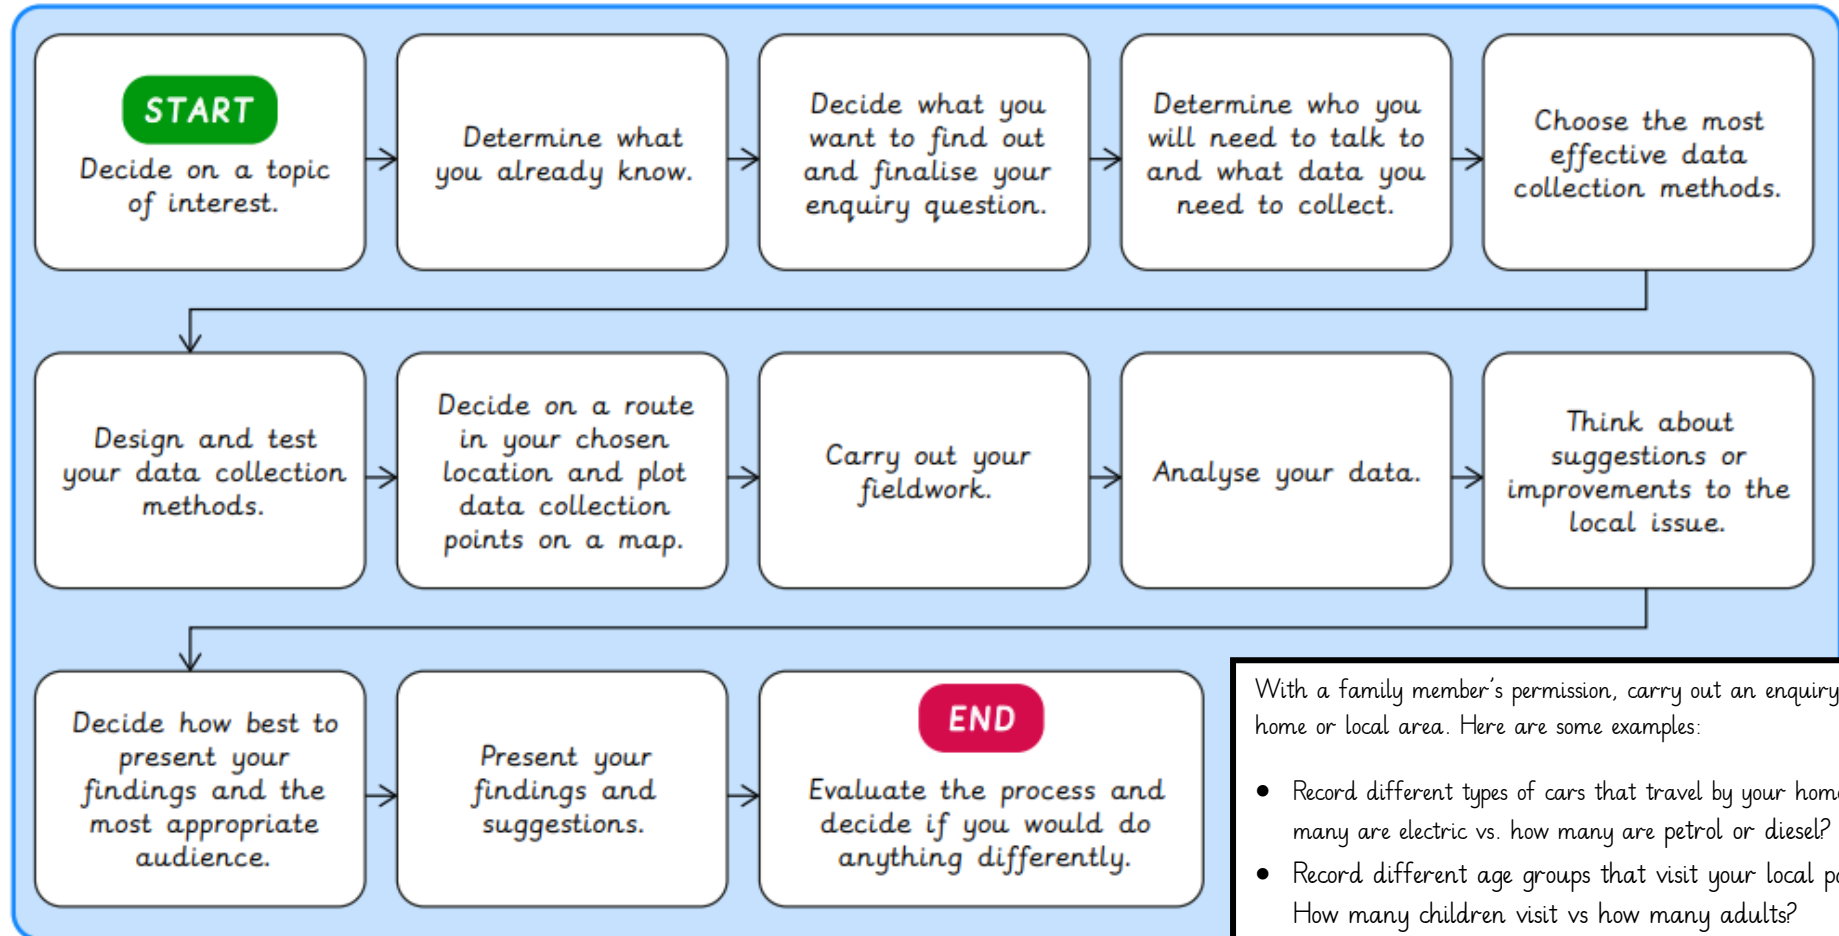 START
Decide on a topic
of interest.
Determine what
you already know.
Decide what you
want to find out
and finalise your
enquiry question.
Determine who you
will need to talk to
and what data you
need to collect.
Choose the most
effective data
collection methods.
Design and test
your data collection
methods.
Decide on a route
in your chosen
location and plot
data collection
points on a map.
Carry out your
fieldwork.
Analyse your data.
Think about
suggestions or
improvements to the
local issue.
Decide how best to
present your
findings and the
most appropriate
audience.
Present your
findings and
suggestions.
END
Evaluate the process and
decide if you would do
anything differently.
With a family member's permission, carry out an enquiry
home or local area. Here are some examples:
● Record different types of cars that travel by your
many are electric vs. how many are petrol or diesel?
● Record different age groups that visit your local
How many children visit vs how many adults?